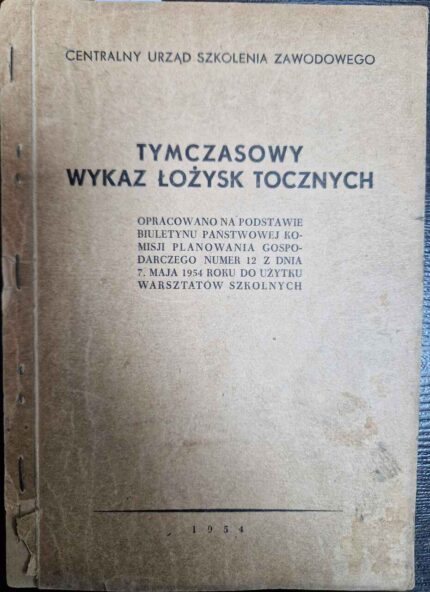 CENTRALNY URZĄD SZKOLENIA ZAWODOWEGO
TYMCZASOWY
WYKAZ ŁOŻYSK TOCZNYCH
OPRACOWANO NA PODSTAWIE
BIULETYNU PAŃSTWOWEJ KO-
MISJI PLANOWANIA GOSPO-
DARCZEGO NUMER 12 Z DNIA
7. MAJA 1954 ROKU DO UŻYTKU
WARSZTATÓW SZKOLNYCH
1954